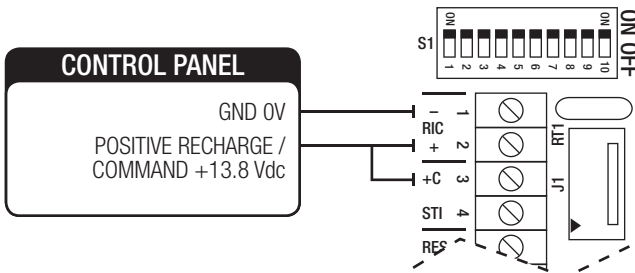 ON ON
S1
1 2 3 4 5 6 7 8 9 10
ON OFF
CONTROL PANEL
GND 0V
POSITIVE RECHARGE /
COMMAND +13.8 Vdc
– 1
RIC
+ 2
+C 3
STI 4
RES
RT1
J1